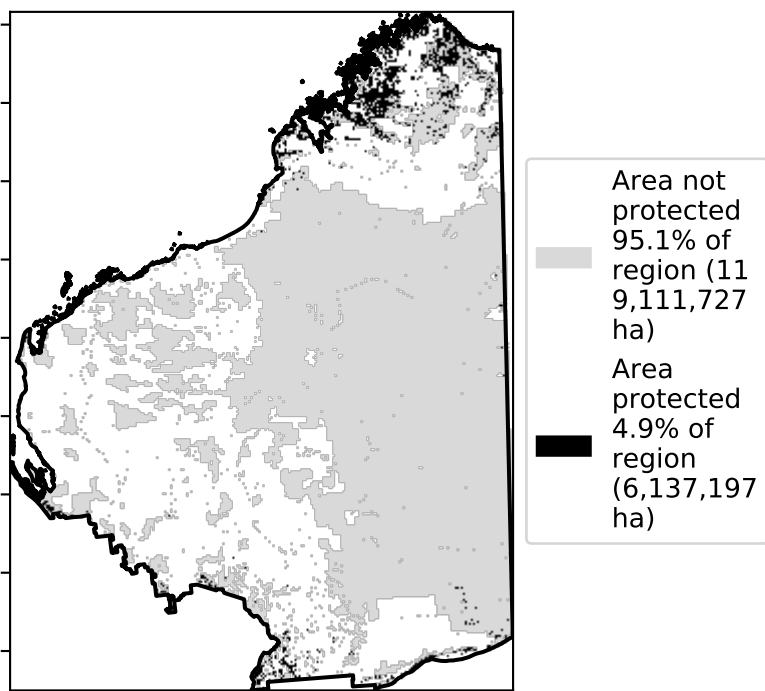 Area not
protected
95.1% of
region (11
9,111,727
ha)
Area
protected
4.9% of
region
(6,137,197
ha)